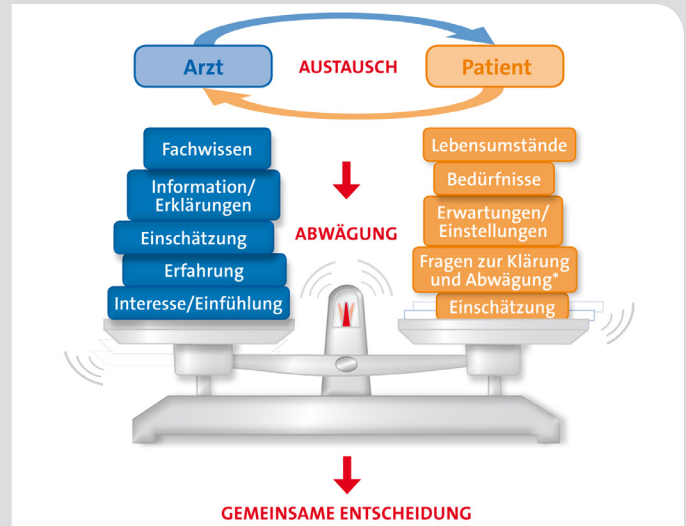 Arzt
AUSTAUSCH
Patient
Fachwissen
Information/
Erklärungen
Einschätzung
Erfahrung
Interesse/Einfühlung
ABWÄGUNG
Lebensumstände
Bedürfnisse
Erwartungen/
Einstellungen
Fragen zur Klärung
und Abwägung*
Einschätzung
GEMEINSAME ENTSCHEIDUNG